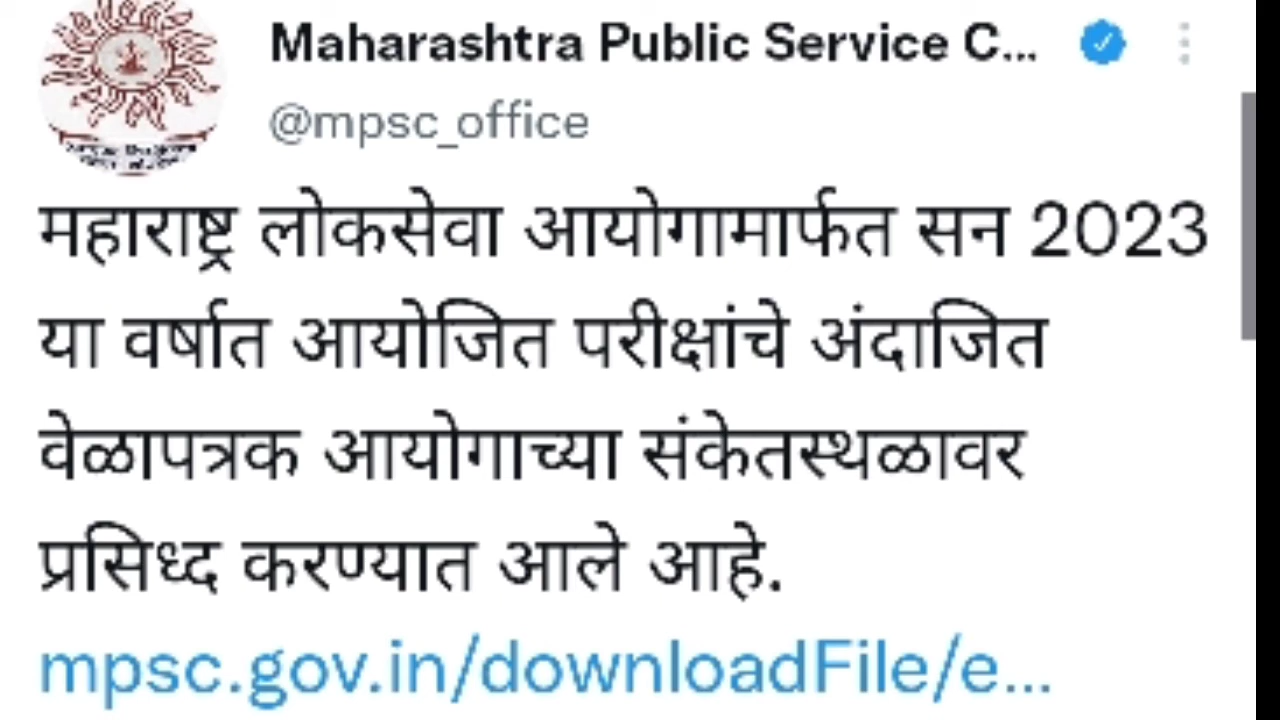 Maharashtra Public Service C...
@mpsc_office
महाराष्ट्र लोकसेवा आयोगामार्फत सन 2023
या वर्षात आयोजित परीक्षांचे अंदाजित
वेळापत्रक आयोगाच्या संकेतस्थळावर
प्रसिध्द करण्यात आले आहे.
mpsc.gov.in/downloadFile/e...